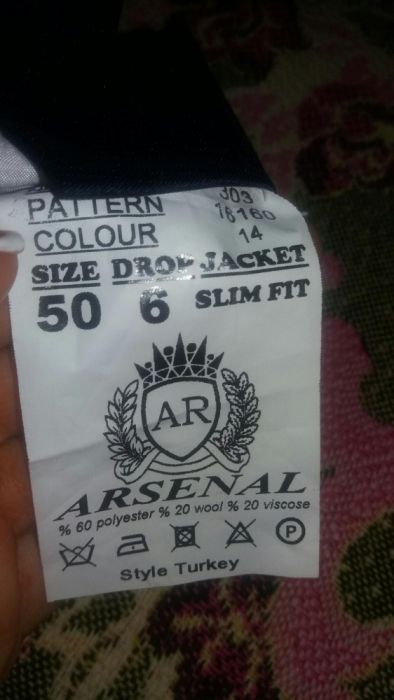 303
PATTERN 16160
COLOUR 14
SIZE DROP JACKET
50 6 SLIM FIT
AR
ARSENAL
% 60 polyester % 20 wool % 20 viscose
P
Style Turkey